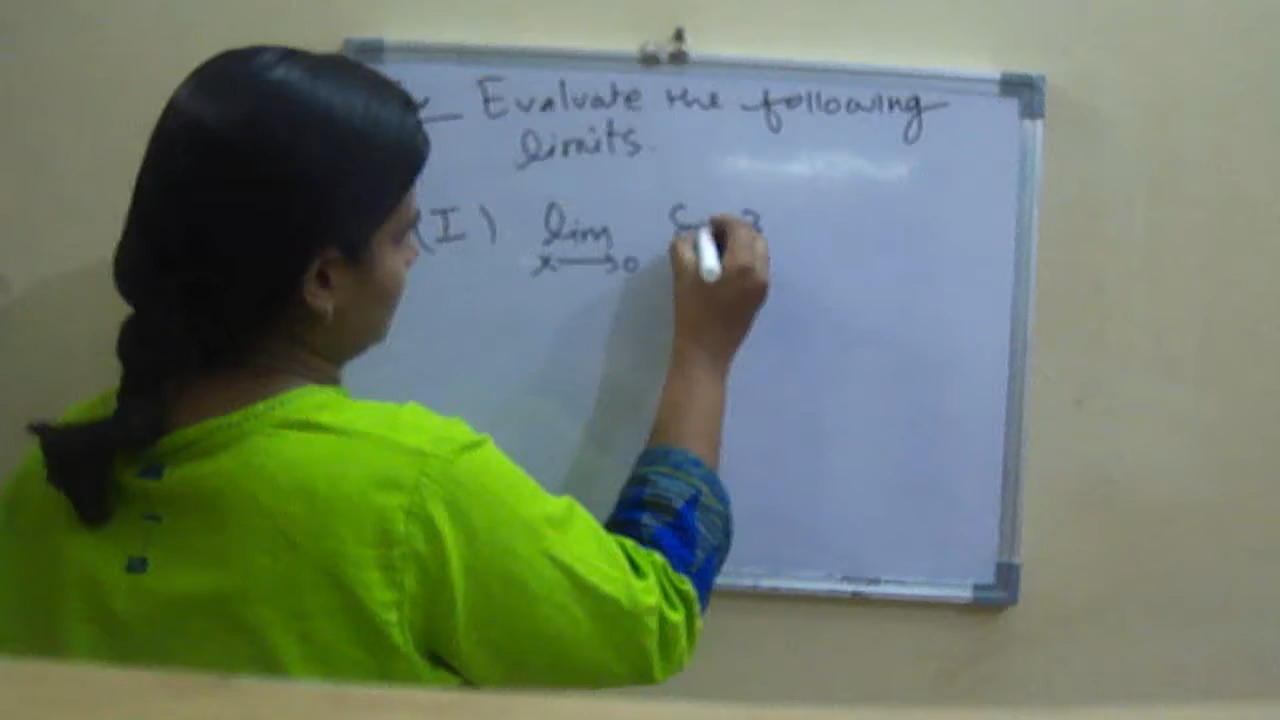 Evaluate the following
limits.
(I) lim
x→0